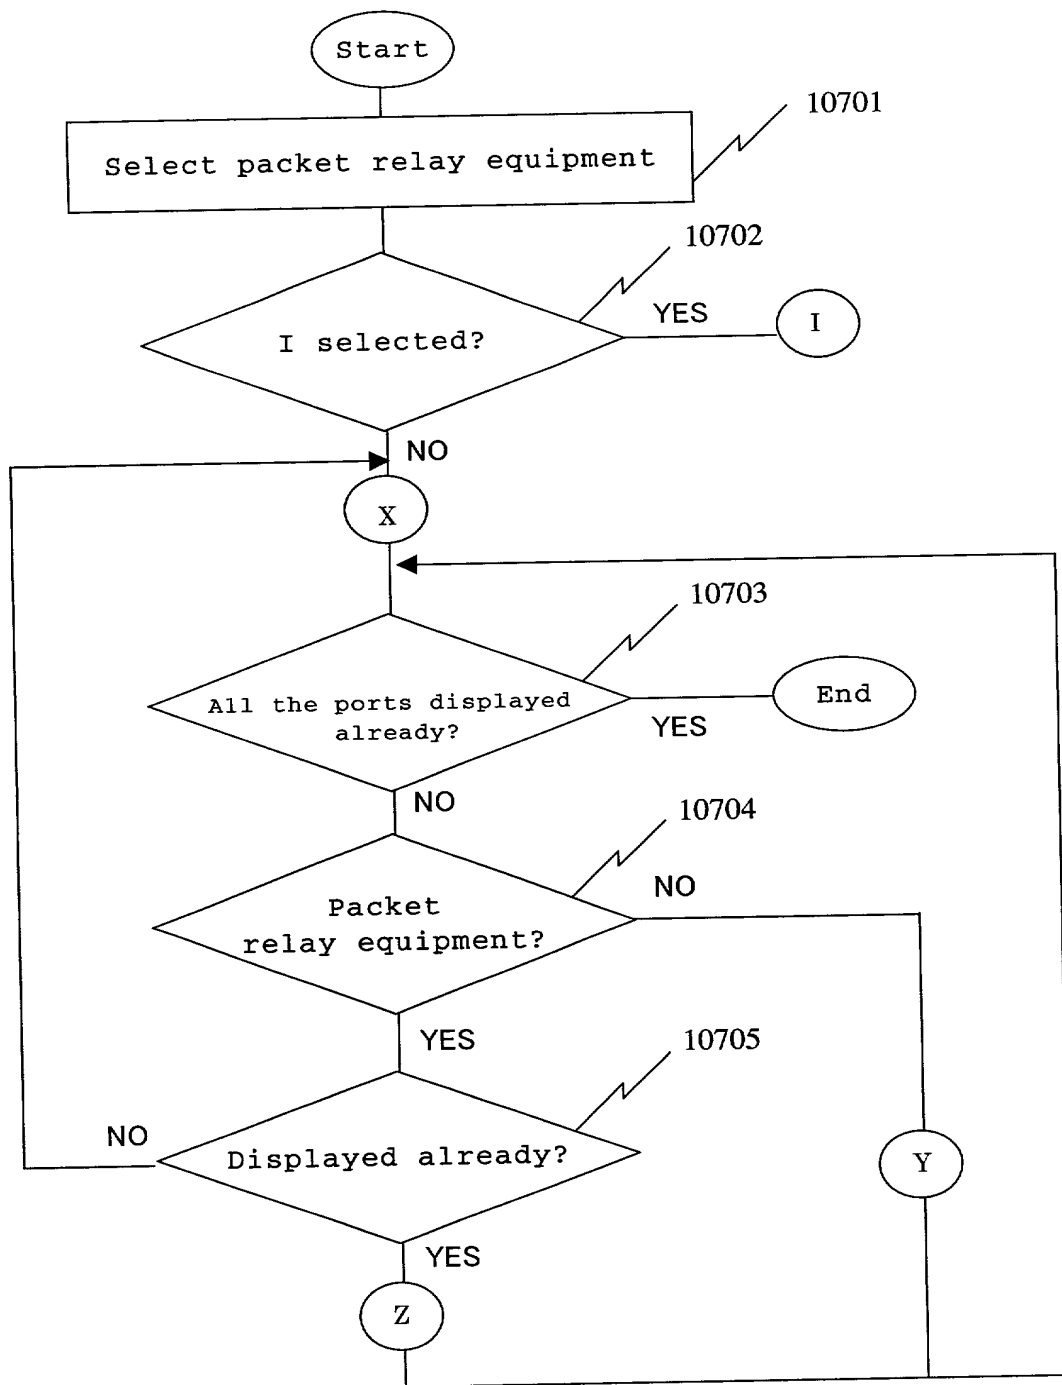 Start
10701
Select packet relay equipment
10702
YES
I
I selected?
NO
X
10703
All the ports displayed
already?
End
YES
NO
10704
NO
Packet
relay equipment?
YES
10705
NO
Displayed already?
Y
YES
Z